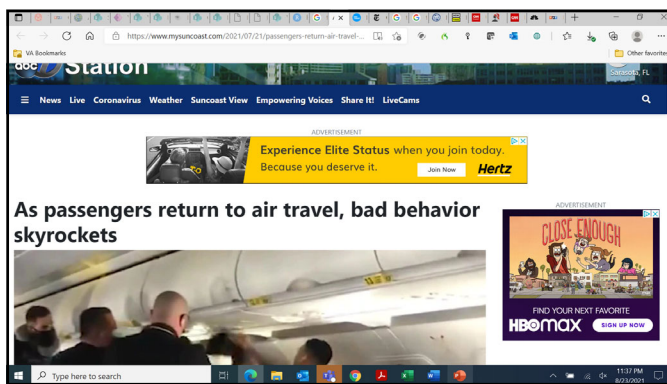 https://www.mysuncoast.com/2021/07/21/passengers-return-air-travel-...
VA Bookmarks
Other favorites
abc 7 Station
Sarasota, FL
News Live Coronavirus Weather Suncoast View Empowering Voices Share It! LiveCams
ADVERTISEMENT
Experience Elite Status when you join today.
Because you deserve it.
Join Now
Hertz
As passengers return to air travel, bad behavior
skyrockets
ADVERTISEMENT
CLOSE ENOUGH
FIND YOUR NEXT FAVORITE
HBOMAX
SIGN UP NOW
Type here to search
11:37 PM
8/23/2021